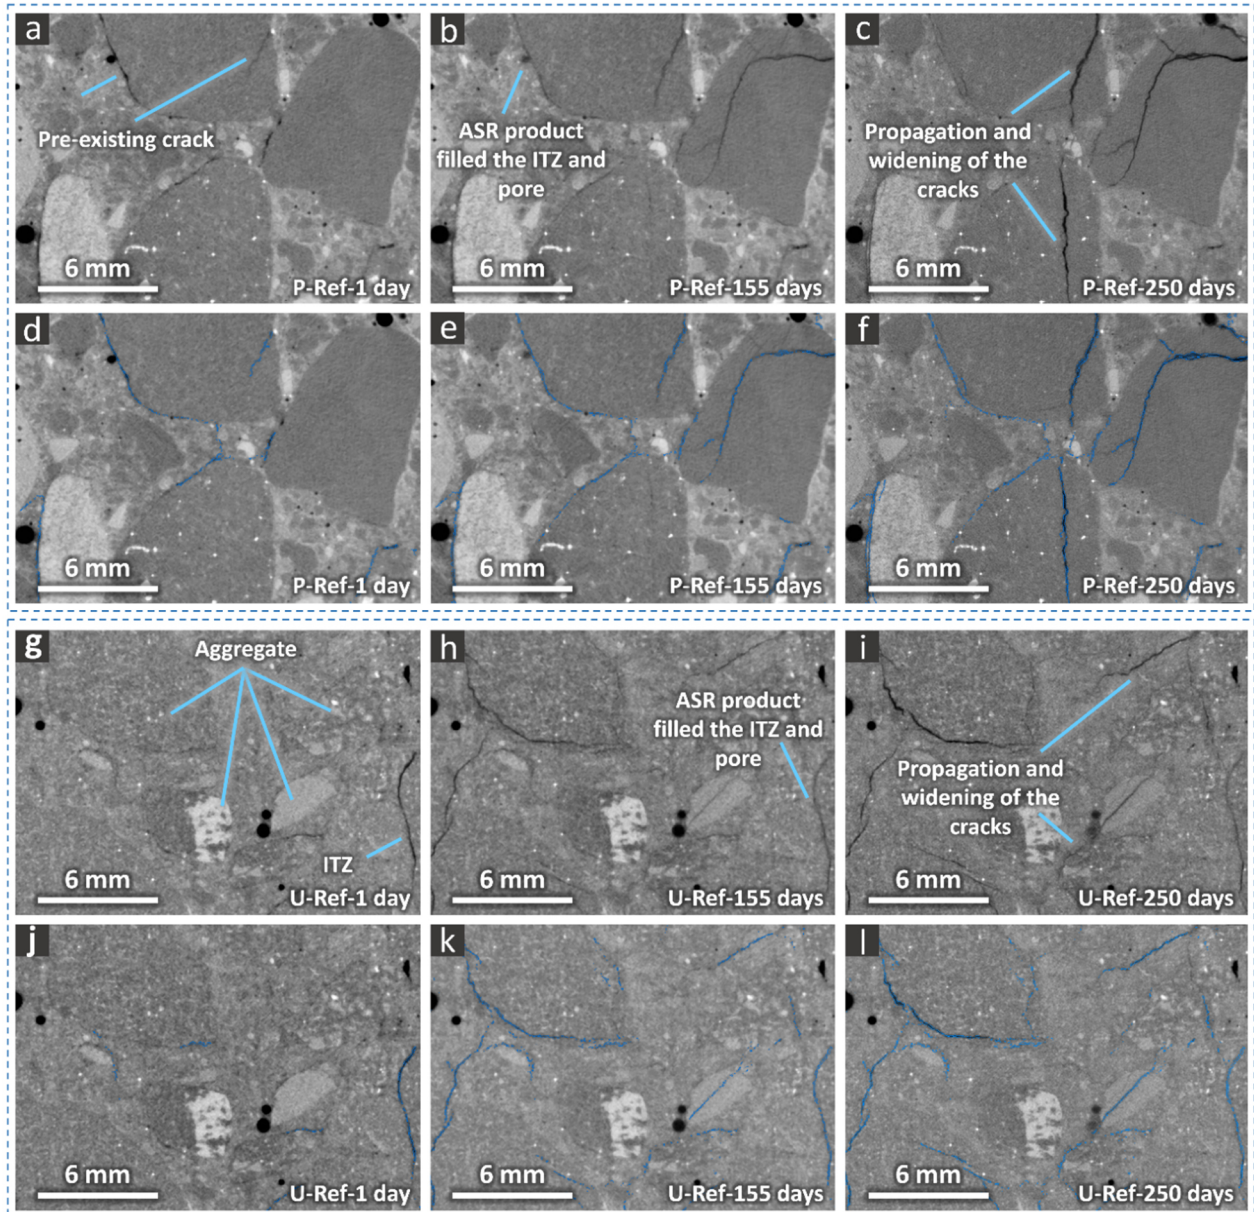 a
Pre-existing crack
6 mm
P-Ref-1 day
b
ASR product
filled the ITZ and
pore
6 mm
P-Ref-155 days
c
Propagation and
widening of the
cracks
6 mm
P-Ref-250 days
d
6 mm
P-Ref-1 day
e
6 mm
P-Ref-155 days
f
6 mm
P-Ref-250 days
g
Aggregate
ITZ
6 mm
U-Ref-1 day
h
ASR product
filled the ITZ and
pore
6 mm
U-Ref-155 days
i
Propagation and
widening of the
cracks
6 mm
U-Ref-250 days
j
6 mm
U-Ref-1 day
k
6 mm
U-Ref-155 days
l
6 mm
U-Ref-250 days